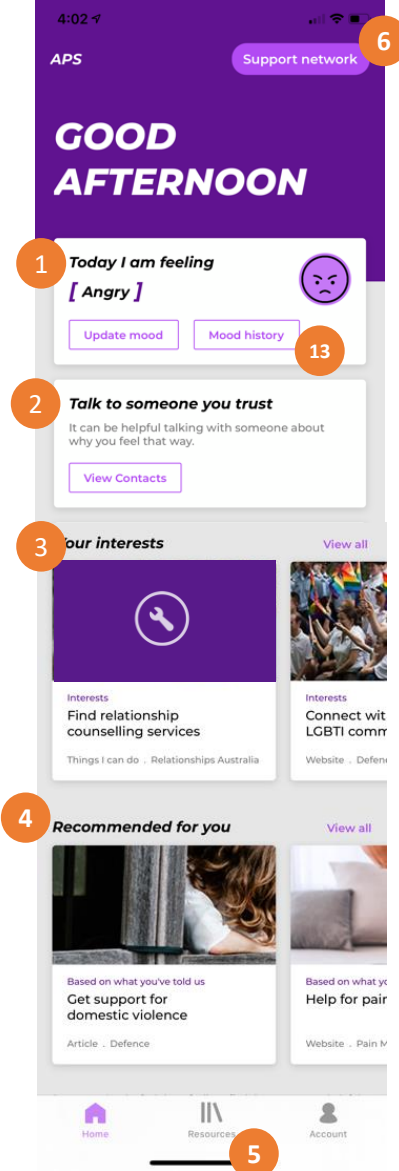 4:02
6
APS
Support network
GOOD
AFTERNOON
1
Today I am feeling
[ Angry ]
Update mood
Mood history
13
2
Talk to someone you trust
It can be helpful talking with someone about
why you feel that way.
View Contacts
3
Your interests
View all
Interests
Find relationship
counselling services
Things I can do . Relationships Australia
Interests
Connect wit
LGBTI comm
Website . Defen
4
Recommended for you
View all
Based on what you've told us
Get support for
domestic violence
Article . Defence
Based on what yo
Help for pain
Website . Pain M
Home
Resources
Account
5